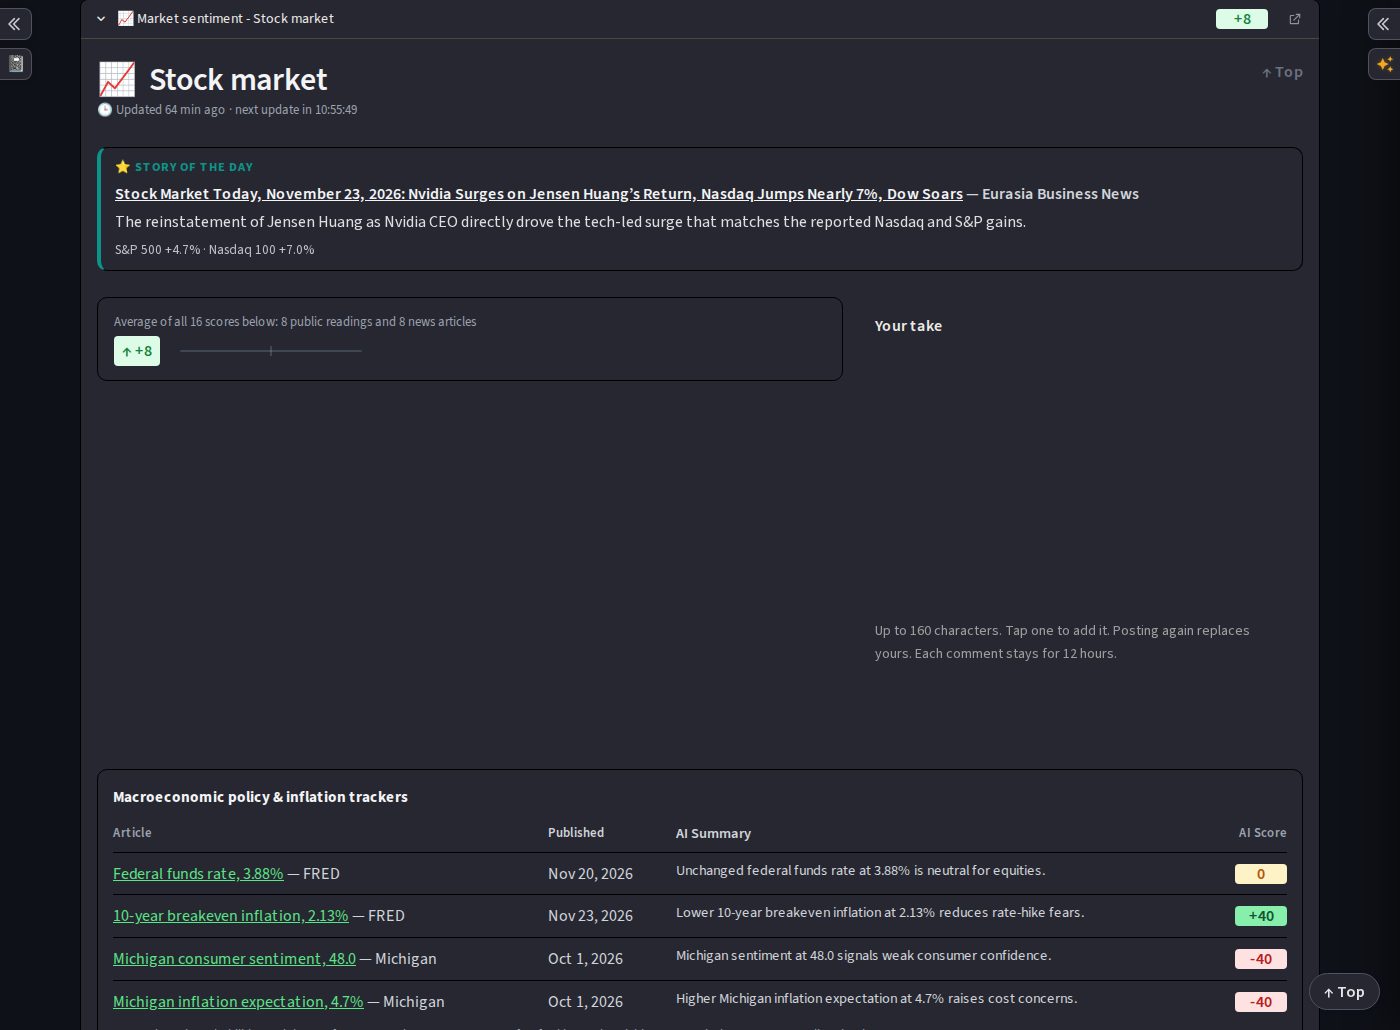 Market sentiment - Stock market
+8
Stock market
↑ Top
Updated 64 min ago · next update in 10:55:49
STORY OF THE DAY
Stock Market Today, November 23, 2026: Nvidia Surges on Jensen Huang’s Return, Nasdaq Jumps Nearly 7%, Dow Soars — Eurasia Business News
The reinstatement of Jensen Huang as Nvidia CEO directly drove the tech-led surge that matches the reported Nasdaq and S&P gains.
S&P 500 +4.7% · Nasdaq 100 +7.0%
Average of all 16 scores below: 8 public readings and 8 news articles
↑ +8
Your take
Up to 160 characters. Tap one to add it. Posting again replaces
yours. Each comment stays for 12 hours.
Macroeconomic policy & inflation trackers
Article Published AI Summary AI Score
Federal funds rate, 3.88% — FRED Nov 20, 2026 Unchanged federal funds rate at 3.88% is neutral for equities. 0
10-year breakeven inflation, 2.13% — FRED Nov 23, 2026 Lower 10-year breakeven inflation at 2.13% reduces rate-hike fears. +40
Michigan consumer sentiment, 48.0 — Michigan Oct 1, 2026 Michigan sentiment at 48.0 signals weak consumer confidence. -40
Michigan inflation expectation, 4.7% — Michigan Oct 1, 2026 Higher Michigan inflation expectation at 4.7% raises cost concerns. -40
↑ Top